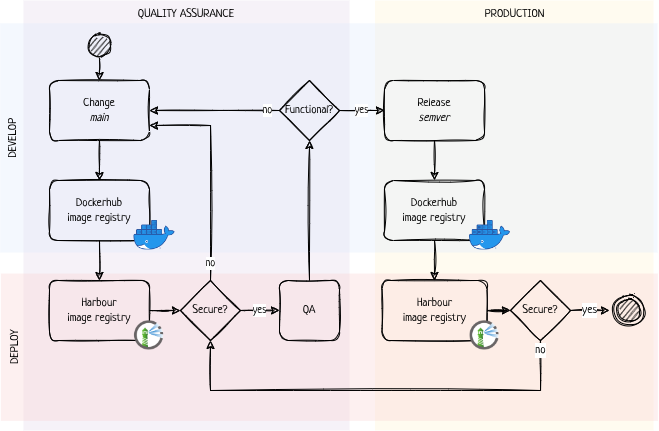 QUALITY ASSURANCE
PRODUCTION
DEVELOP
Change
main
no
Functional?
yes
Release
semver
Dockerhub
image registry
Dockerhub
image registry
no
DEPLOY
Harbour
image registry
Secure?
yes
QA
Harbour
image registry
Secure?
yes
no